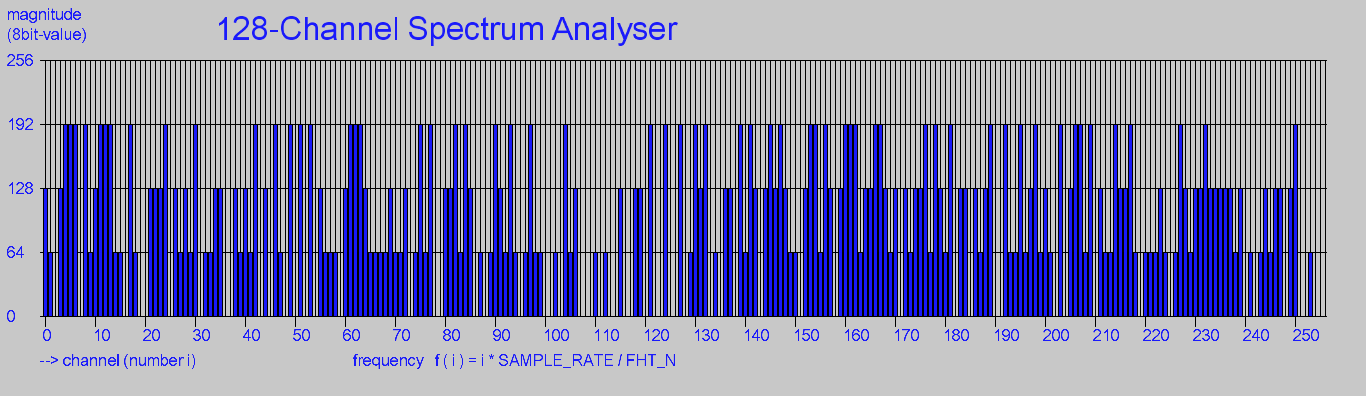 magnitude
(8bit-value)
128-Channel Spectrum Analyser
256
192
128
64
0
0 10 20 30 40 50 60 70 80 90 100 110 120 130 140 150 160 170 180 190 200 210 220 230 240 250
--> channel (number i)
frequency f ( i ) = i * SAMPLE_RATE / FHT_N